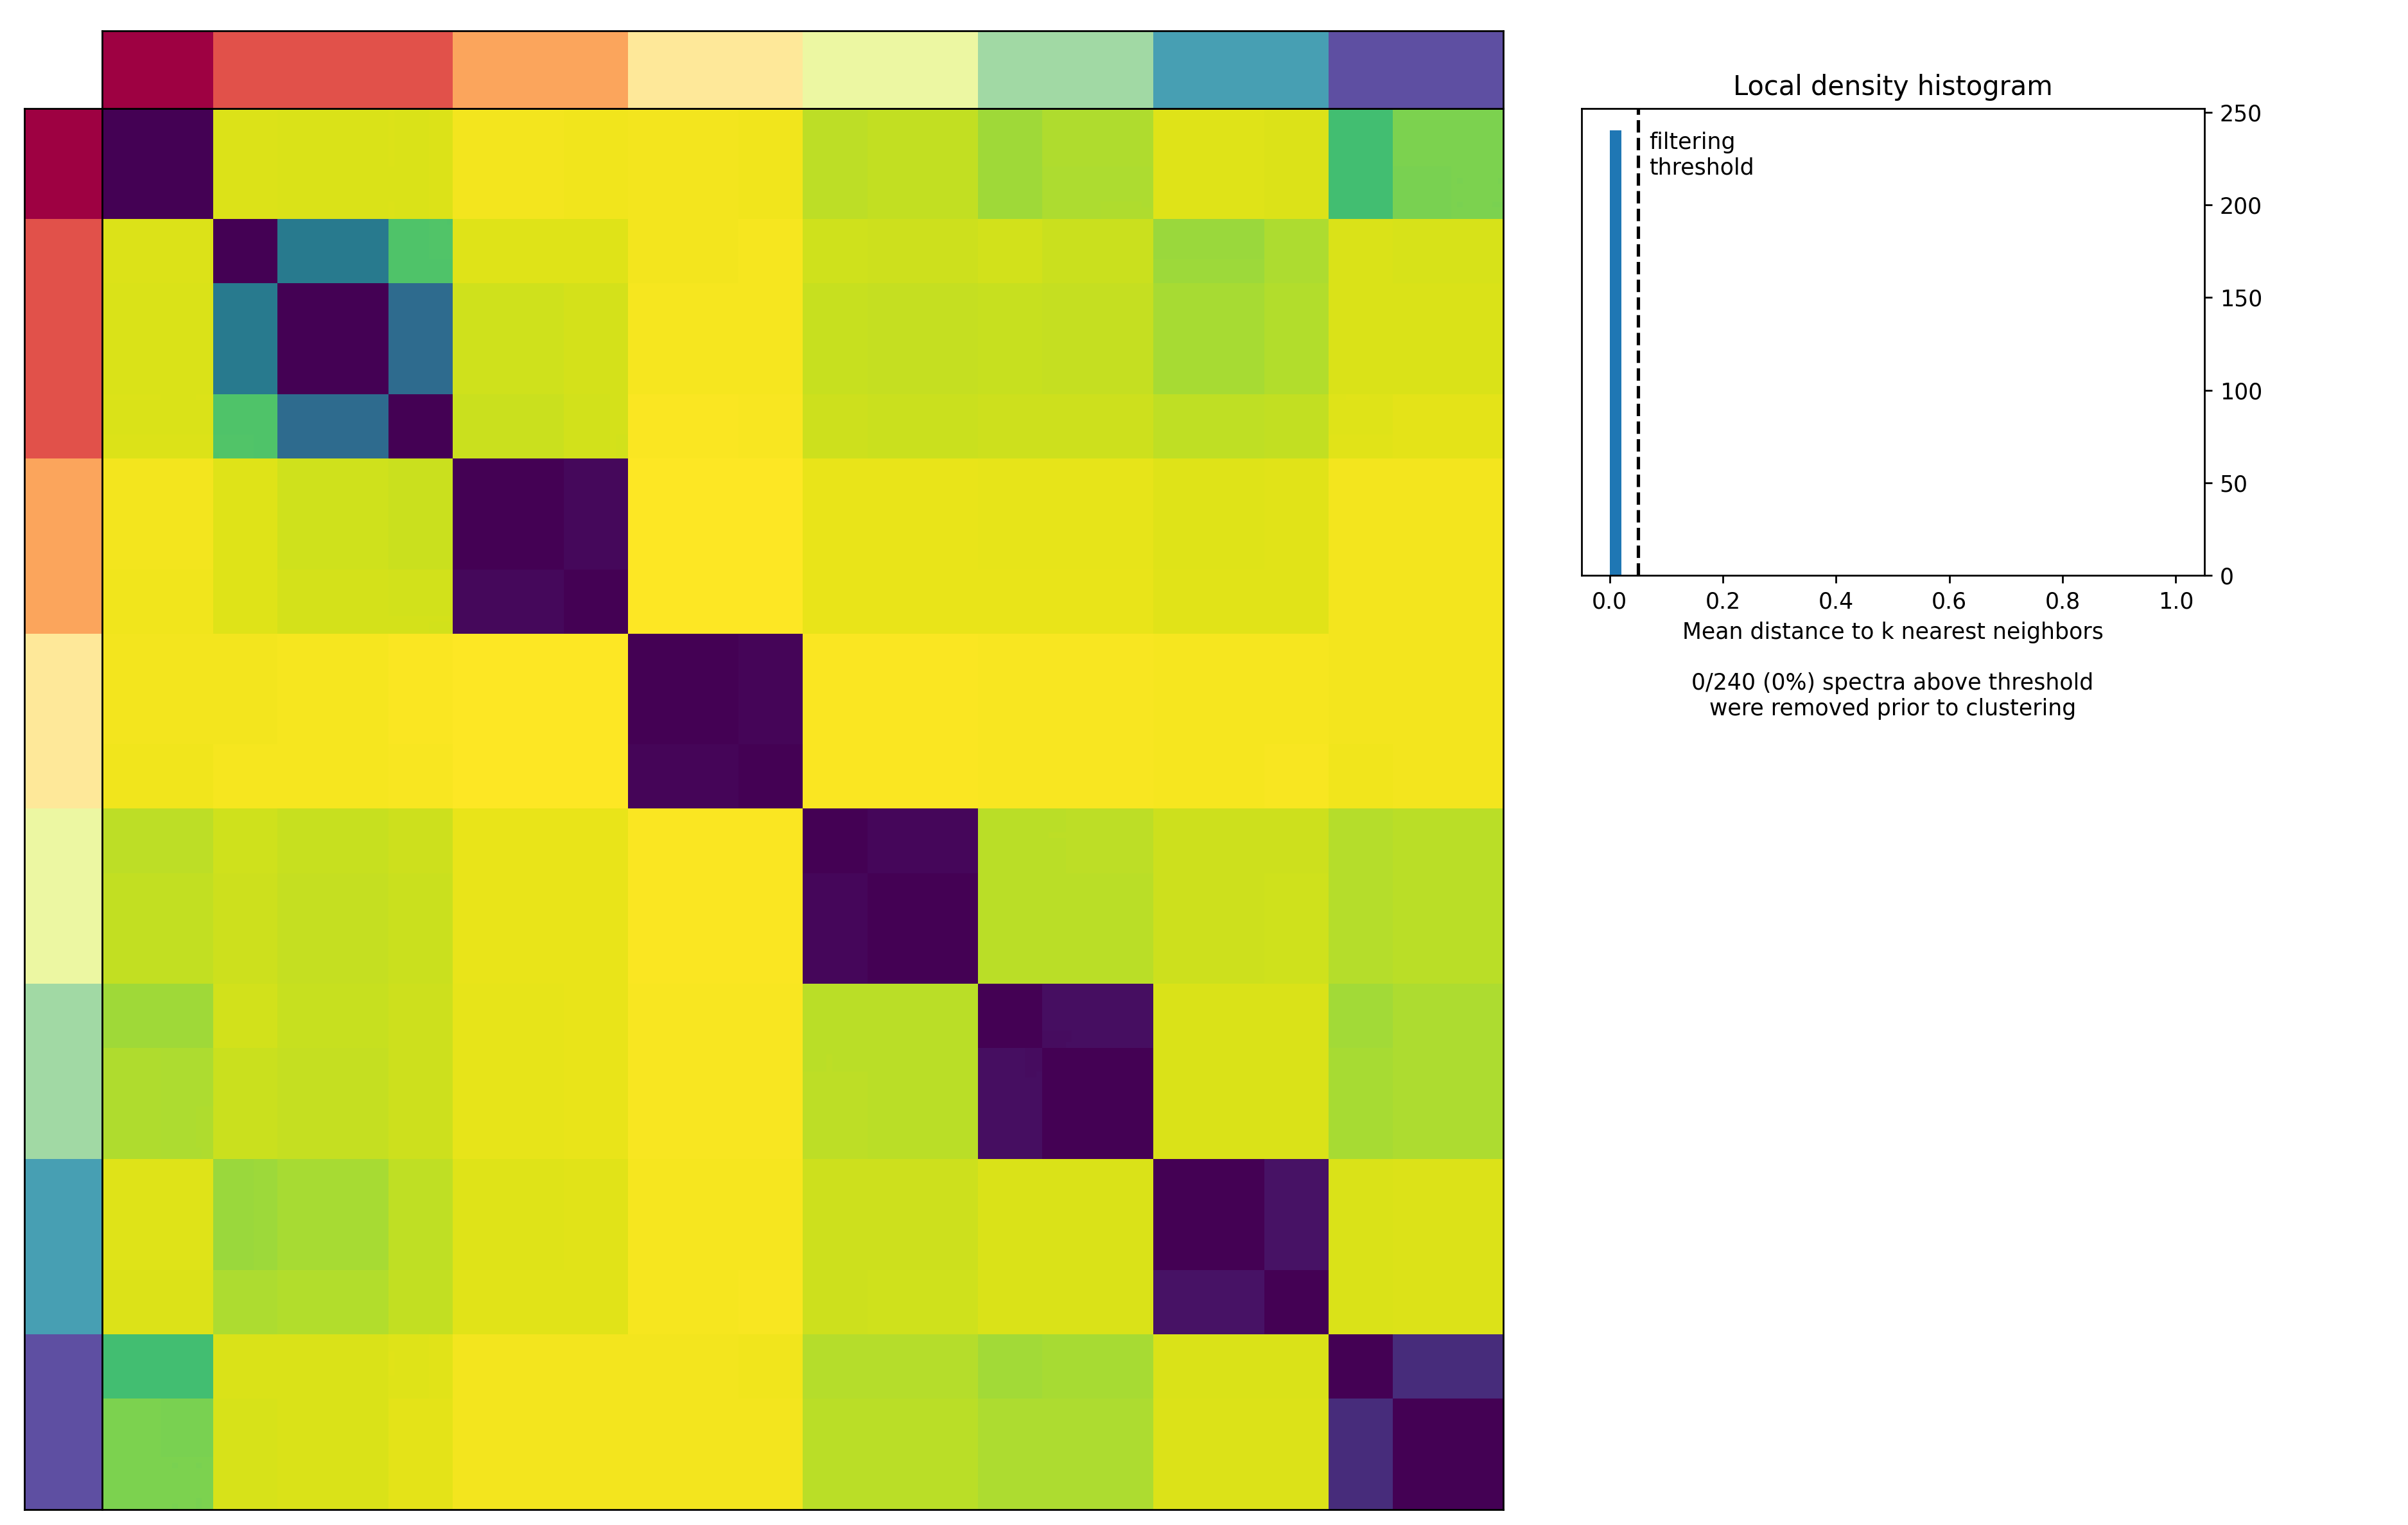 Local density histogram
filtering
threshold
250
200
150
100
50
0
0.0 0.2 0.4 0.6 0.8 1.0
Mean distance to k nearest neighbors
0/240 (0%) spectra above threshold
were removed prior to clustering